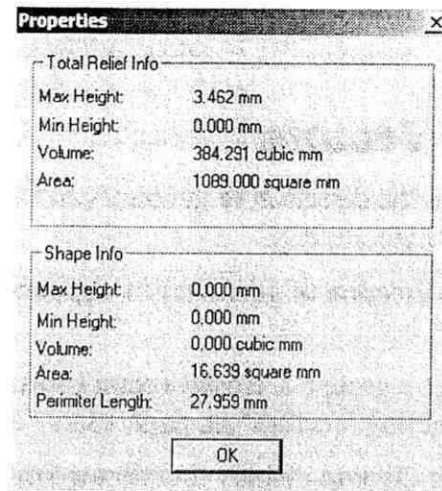 Properties
Total Relief Info
Max Height: 3.462 mm
Min Height: 0.000 mm
Volume: 384.291 cubic mm
Area: 1089.000 square mm
Shape Info
Max Height: 0.000 mm
Min Height: 0.000 mm
Volume: 0.000 cubic mm
Area: 16.639 square mm
Perimiter Length: 27.959 mm
OK